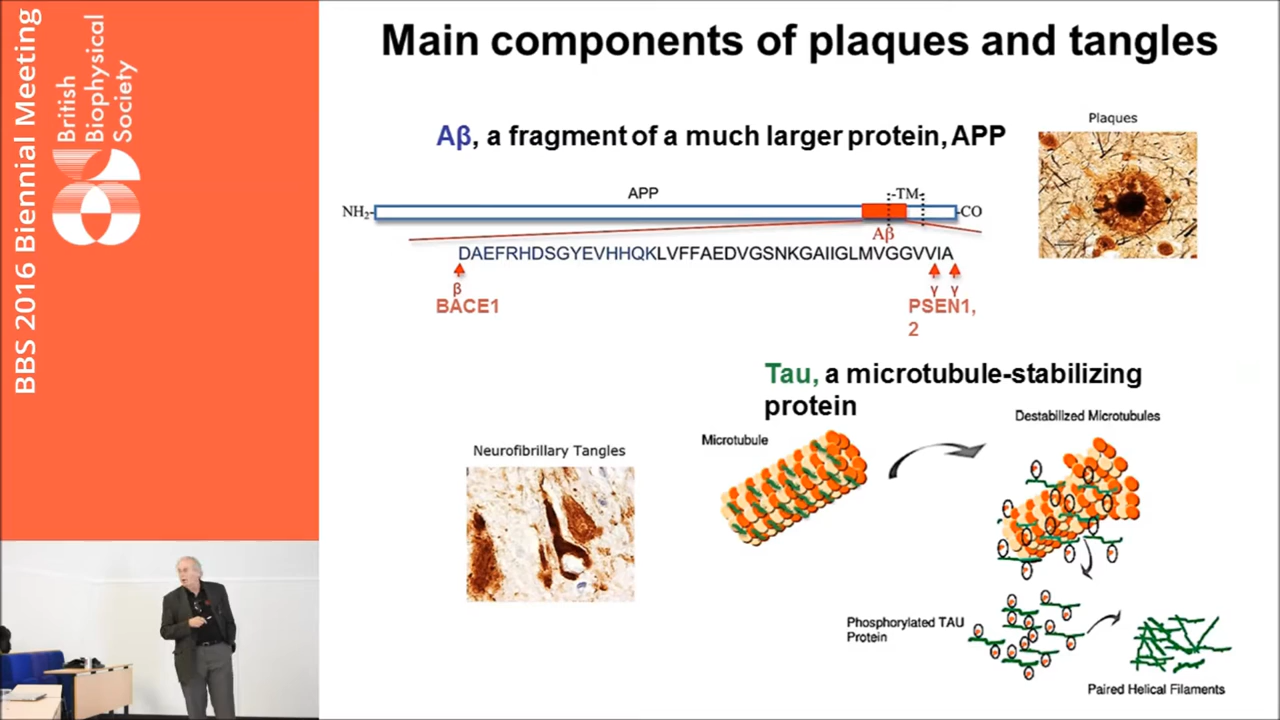 BBS 2016 Biennial Meeting
British
Biophysical
Society
Main components of plaques and tangles
Aβ, a fragment of a much larger protein, APP
Plaques
APP
-TM-
NH2-
-CO
Aβ
DAEFRHDSGYEVHHQKLVFFAEDVGSNKGAIIGLMVGGVVIA
β
γ γ
BACE1
PSEN1,
2
Tau, a microtubule-stabilizing
protein
Destabilized Microtubules
Microtubule
Neurofibrillary Tangles
Phosphorylated TAU
Protein
Paired Helical Filaments